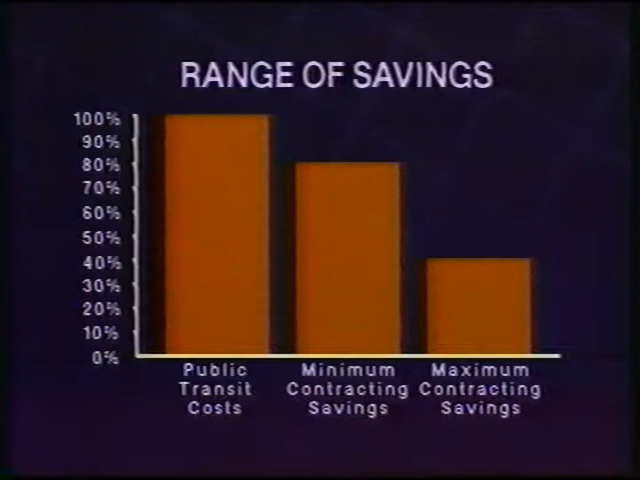 RANGE OF SAVINGS
100%
90%
80%
70%
60%
50%
40%
30%
20%
10%
0%
Public Transit Costs
Minimum Contracting Savings
Maximum Contracting Savings